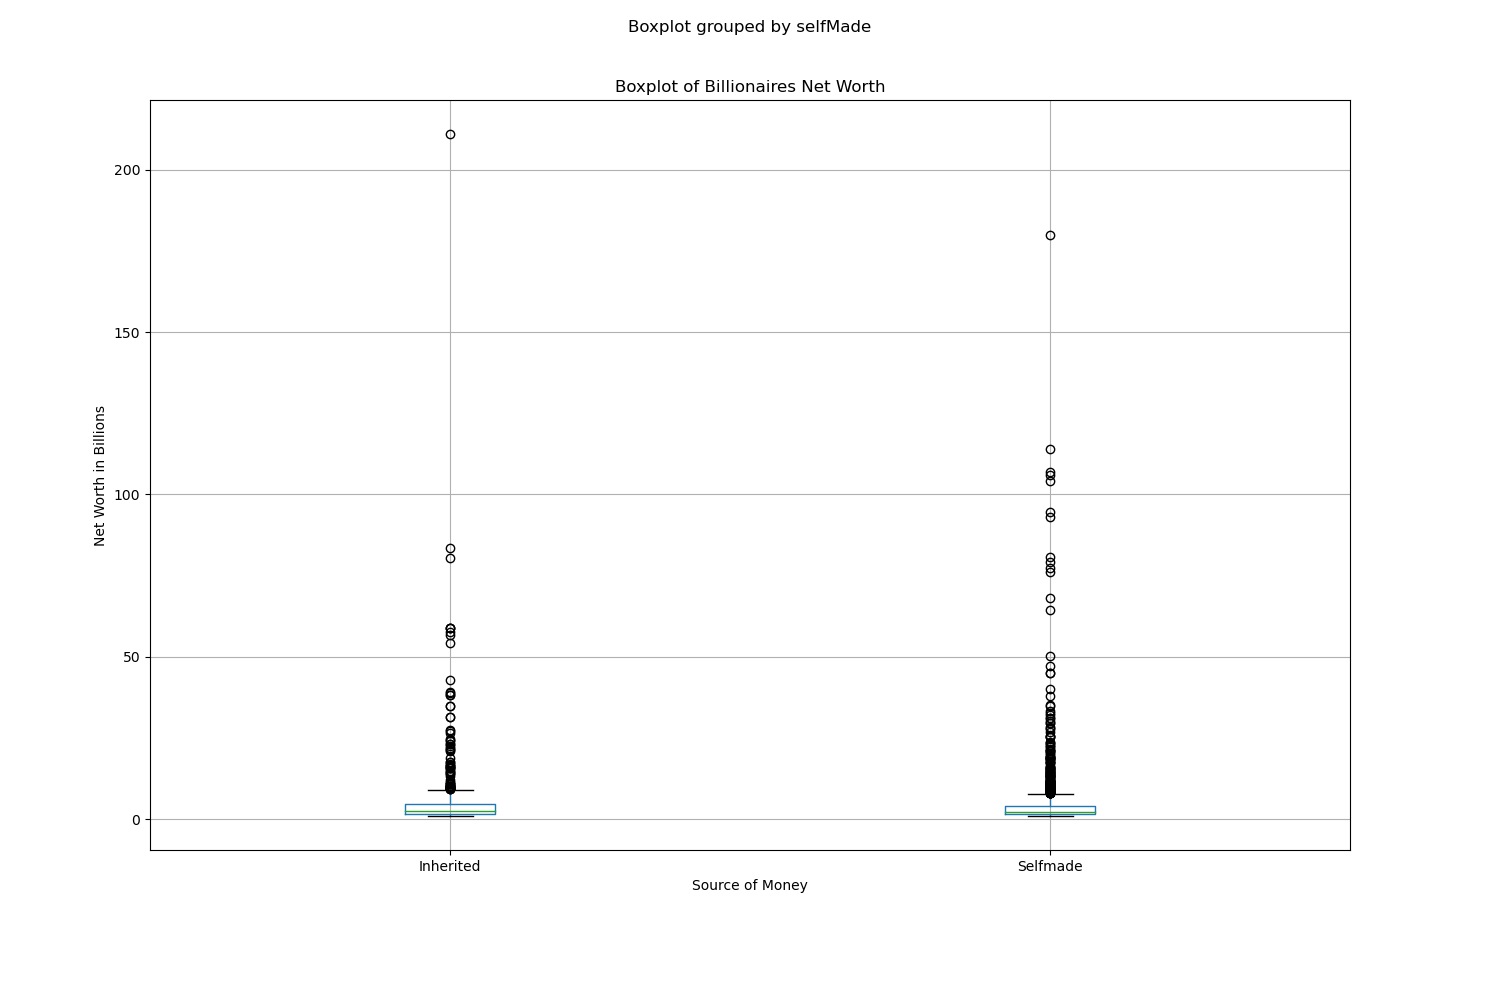 Boxplot grouped by selfMade
Boxplot of Billionaires Net Worth
200
150
100
50
0
Net Worth in Billions
Inherited
Selfmade
Source of Money